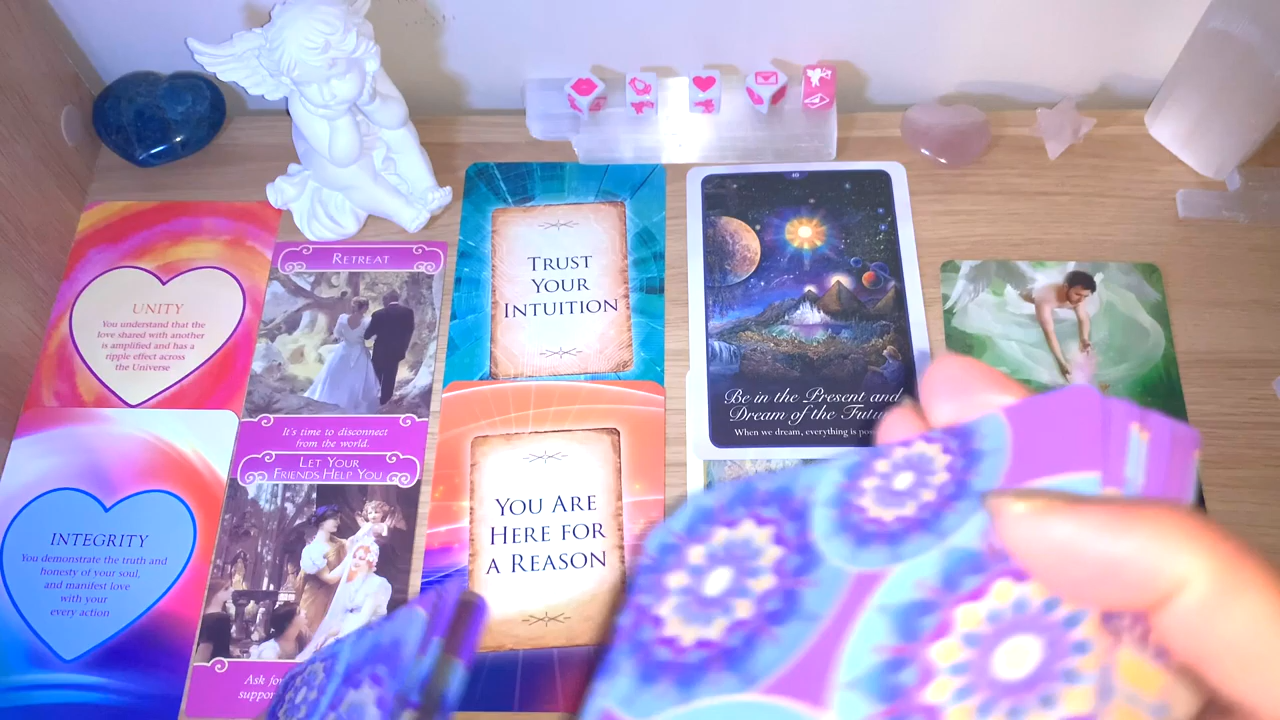 UNITY
You understand that the
love shared with another
is amplified and has a
ripple effect across
the Universe
INTEGRITY
You demonstrate the truth and
honesty of your soul,
and manifest love
with your
every action
RETREAT
It's time to disconnect
from the world.
LET YOUR
FRIENDS HELP YOU
Ask
TRUST
YOUR
INTUITION
YOU ARE
HERE FOR
A REASON
40
Be in the Present and
Dream of the
When we dream, everything is